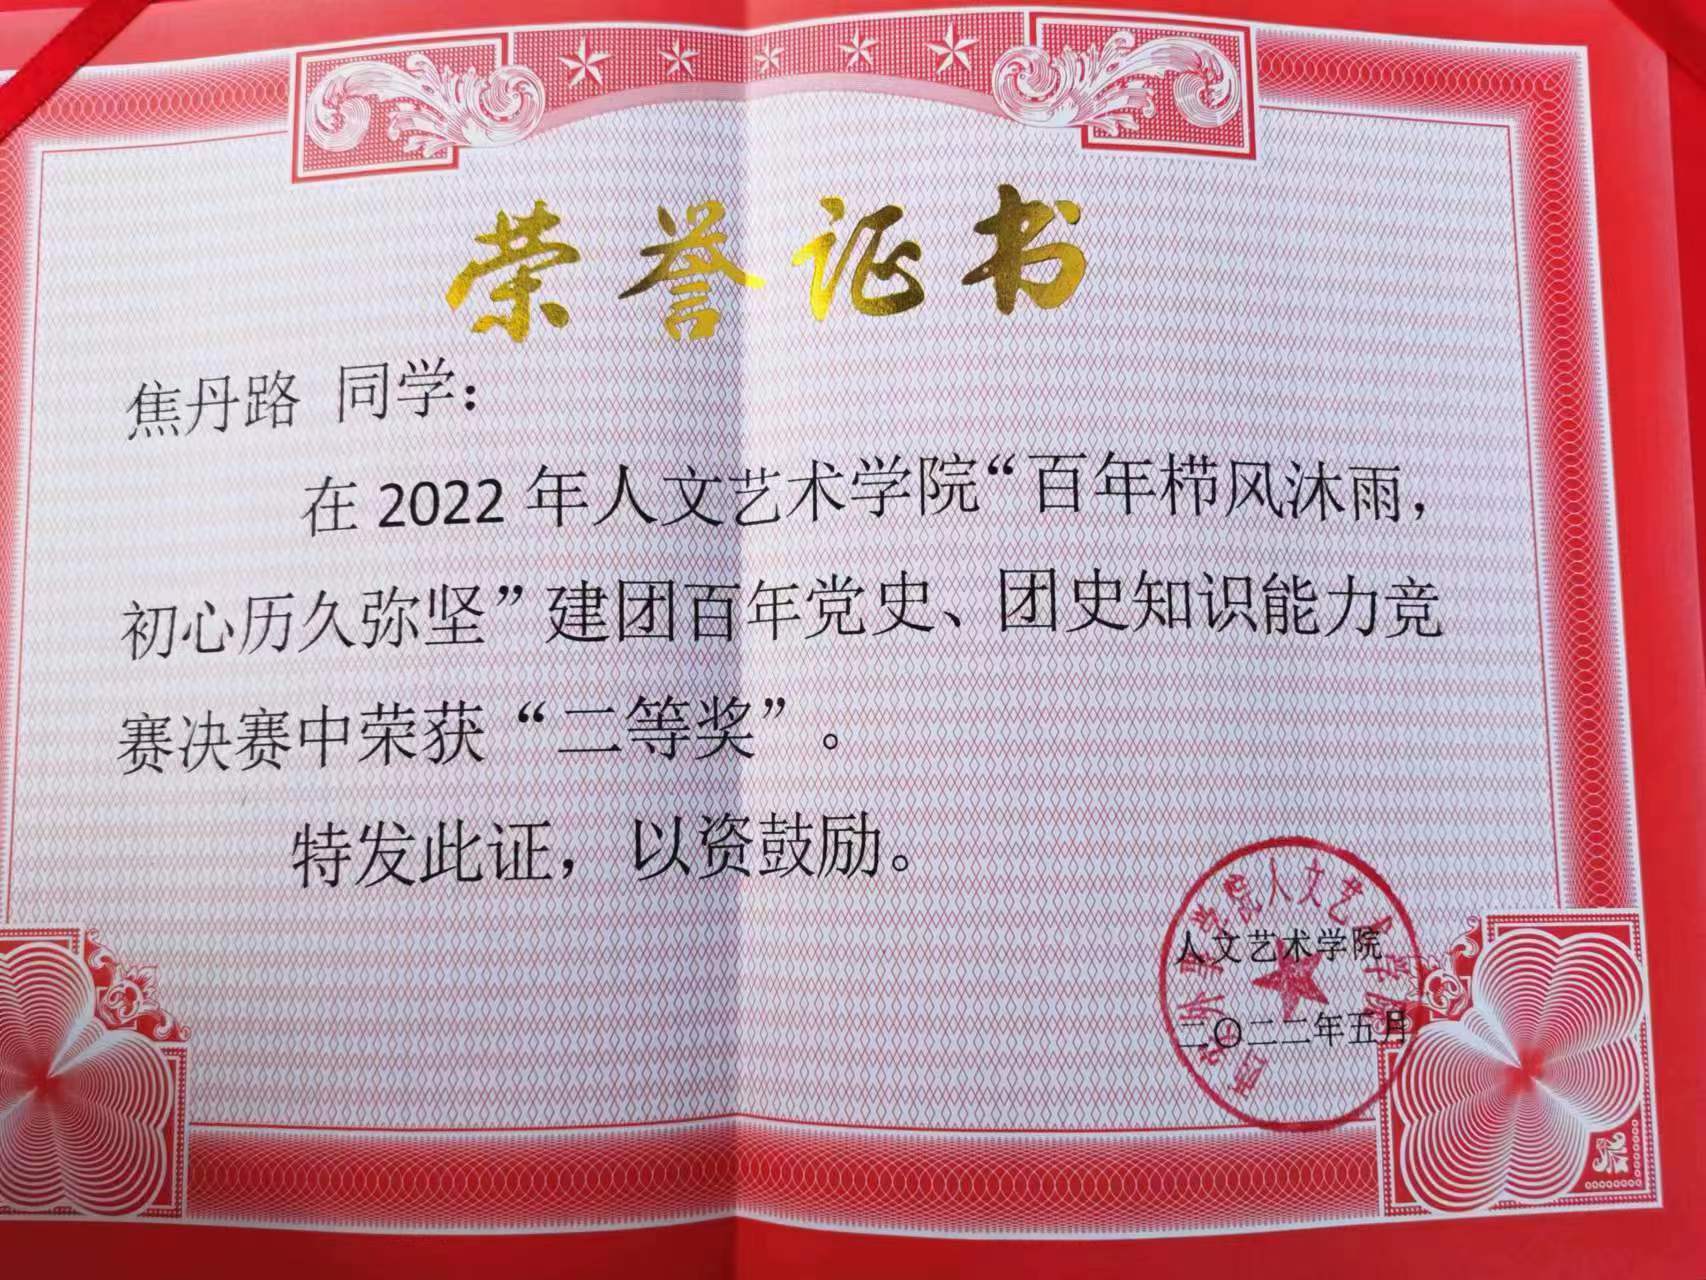 荣誉证书
焦丹路 同学：
在 2022 年人文艺术学院“百年栉风沐雨，
初心历久弥坚”建团百年党史、团史知识能力竞
赛决赛中荣获“二等奖”。
特发此证，以资鼓励。
人文艺术学院
二〇二二年五月